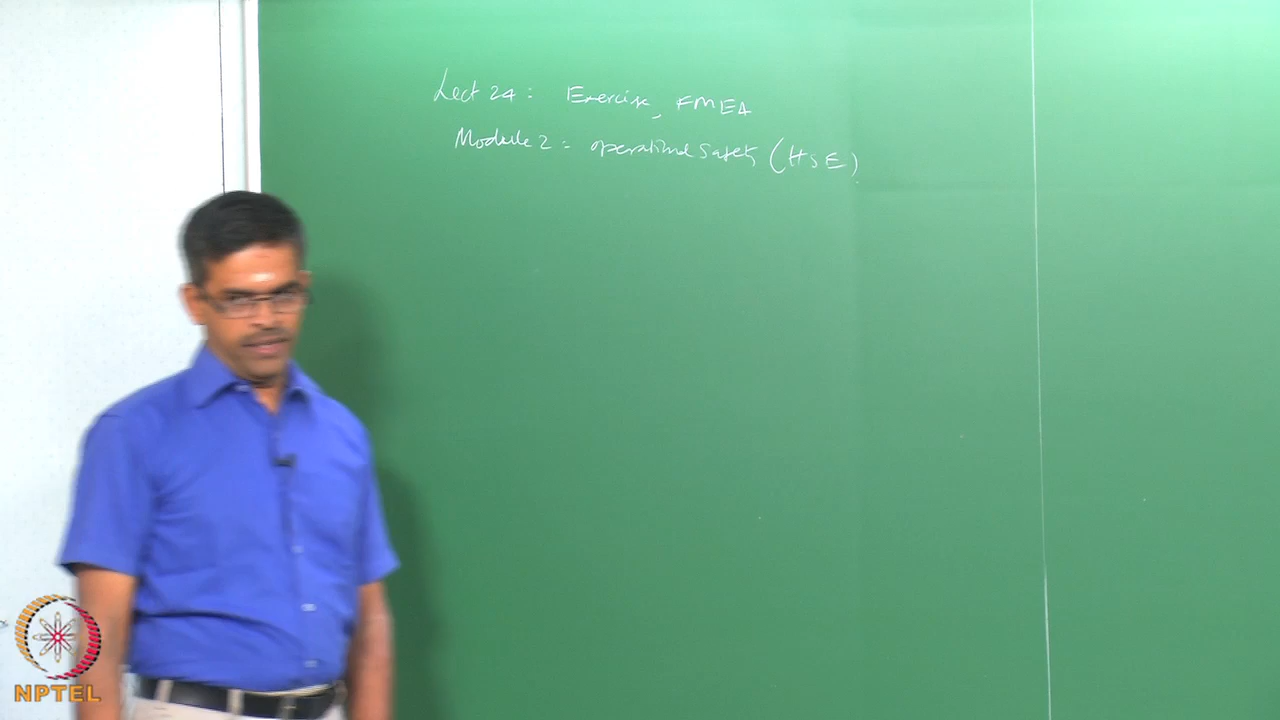 Lect 24: Exercise, FMEA
Module 2: operational Safety (HSE)
NPTEL